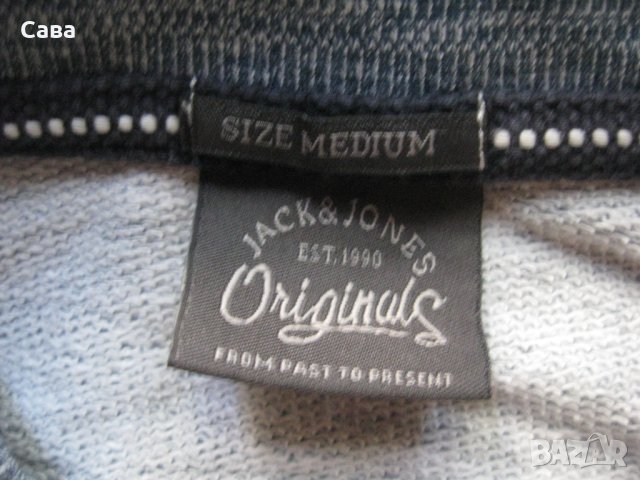 Сава
SIZE MEDIUM
JACK & JONES
EST. 1990
Originals
FROM PAST TO PRESENT
BAZAR